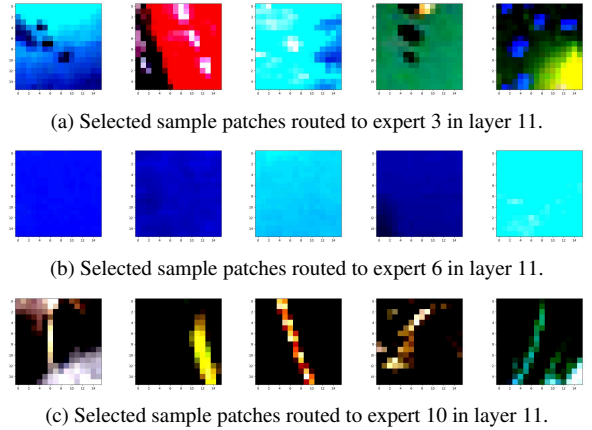 (a) Selected sample patches routed to expert 3 in layer 11.
(b) Selected sample patches routed to expert 6 in layer 11.
(c) Selected sample patches routed to expert 10 in layer 11.